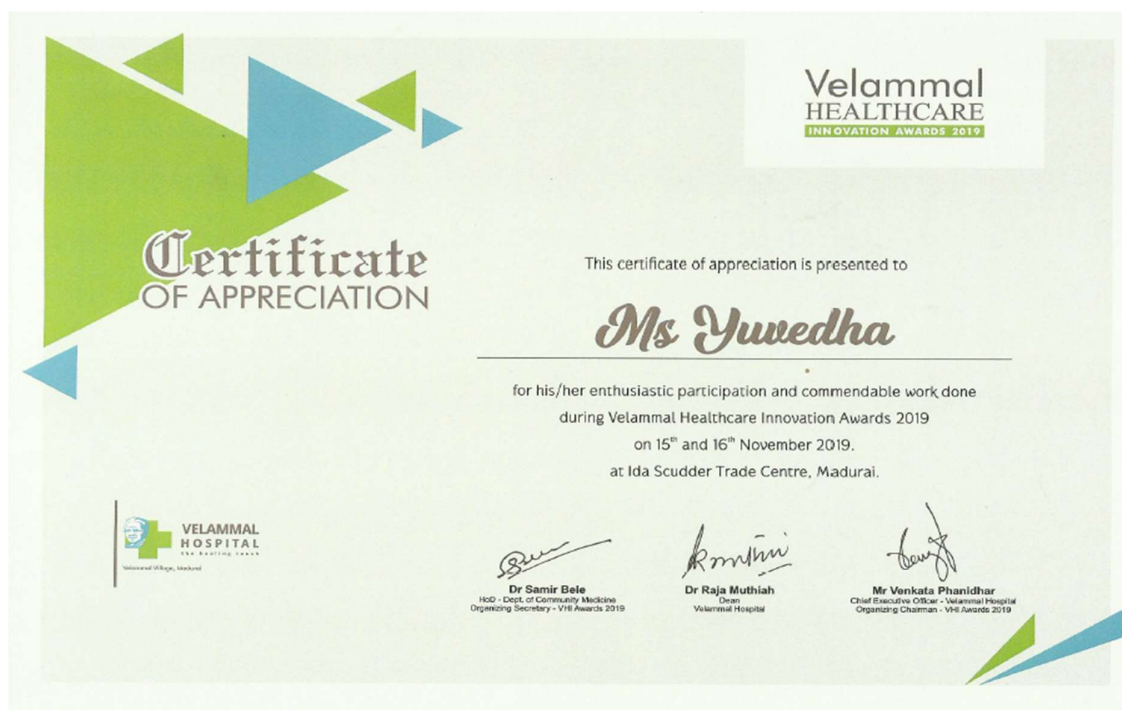 Velammal
HEALTHCARE
INNOVATION AWARDS 2019
Certificate
OF APPRECIATION
This certificate of appreciation is presented to
Ms Yuvedha
for his/her enthusiastic participation and commendable work done
during Velammal Healthcare Innovation Awards 2019
on 15th and 16th November 2019.
at Ida Scudder Trade Centre, Madurai.
VELAMMAL
HOSPITAL
the healing touch
Velammal Village, Madurai
Dr Samir Bele
HoD - Dept. of Community Medicine
Organizing Secretary - VHI Awards 2019
Dr Raja Muthiah
Dean
Velammal Hospital
Mr Venkata Phanidhar
Chief Executive Officer - Velammal Hospital
Organizing Chairman - VHI Awards 2019